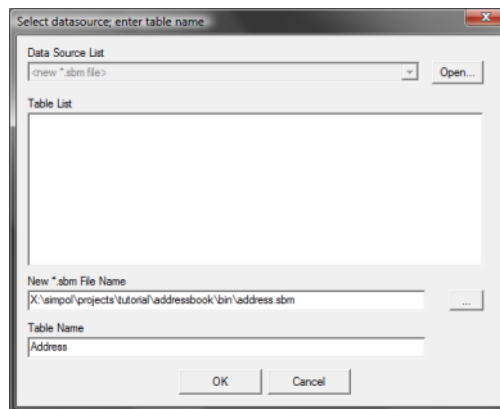 Select datasource; enter table name
Data Source List
<new *.sbm file>
Open...
Table List
New *.sbm File Name
X:\simpol\projects\tutorial\addressbook\bin\address.sbm
...
Table Name
Address
OK Cancel